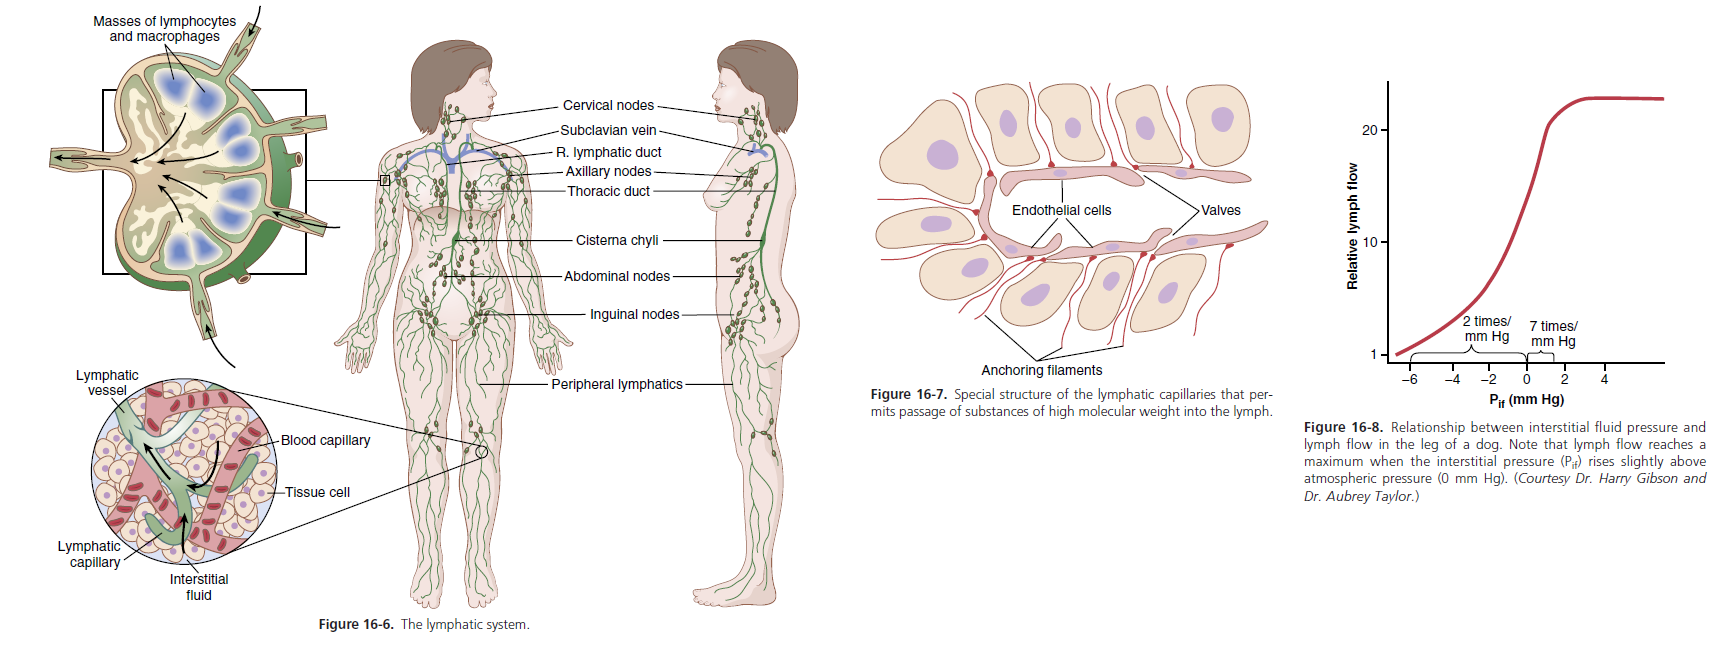 Masses of lymphocytes
and macrophages
Cervical nodes
Subclavian vein
R. lymphatic duct
Axillary nodes
Thoracic duct
Cisterna chyli
Abdominal nodes
Inguinal nodes
Peripheral lymphatics
Lymphatic
vessel
Blood capillary
Tissue cell
Lymphatic
capillary
Interstitial
fluid
Figure 16-6. The lymphatic system.
Endothelial cells
Valves
Anchoring filaments
Figure 16-7. Special structure of the lymphatic capillaries that per-
mits passage of substances of high molecular weight into the lymph.
Relative lymph flow
20
10
1
2 times/
mm Hg
7 times/
mm Hg
−6 −4 −2 0 2 4
Pif (mm Hg)
Figure 16-8. Relationship between interstitial fluid pressure and
lymph flow in the leg of a dog. Note that lymph flow reaches a
maximum when the interstitial pressure (Pif) rises slightly above
atmospheric pressure (0 mm Hg). (Courtesy Dr. Harry Gibson and
Dr. Aubrey Taylor.)